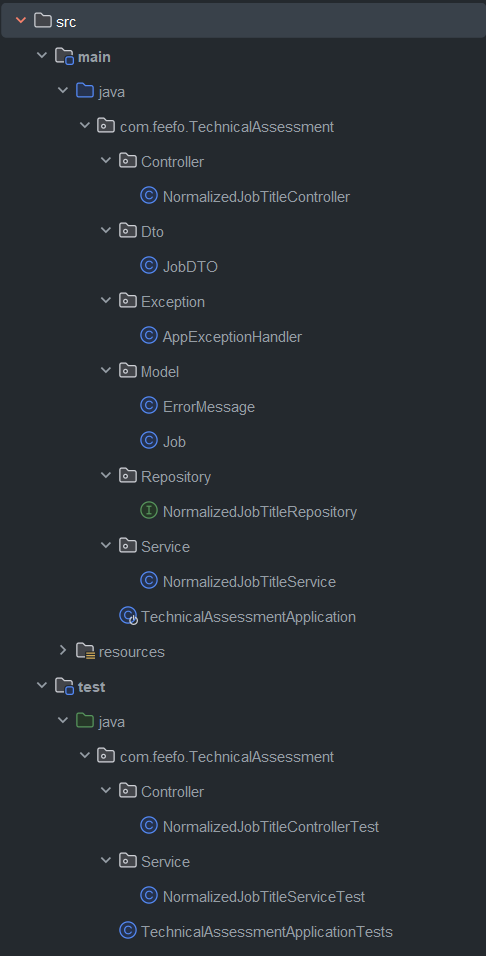 src
main
java
com.feefo.TechnicalAssessment
Controller
NormalizedJobTitleController
Dto
JobDTO
Exception
AppExceptionHandler
Model
ErrorMessage
Job
Repository
NormalizedJobTitleRepository
Service
NormalizedJobTitleService
TechnicalAssessmentApplication
resources
test
java
com.feefo.TechnicalAssessment
Controller
NormalizedJobTitleControllerTest
Service
NormalizedJobTitleServiceTest
TechnicalAssessmentApplicationTests